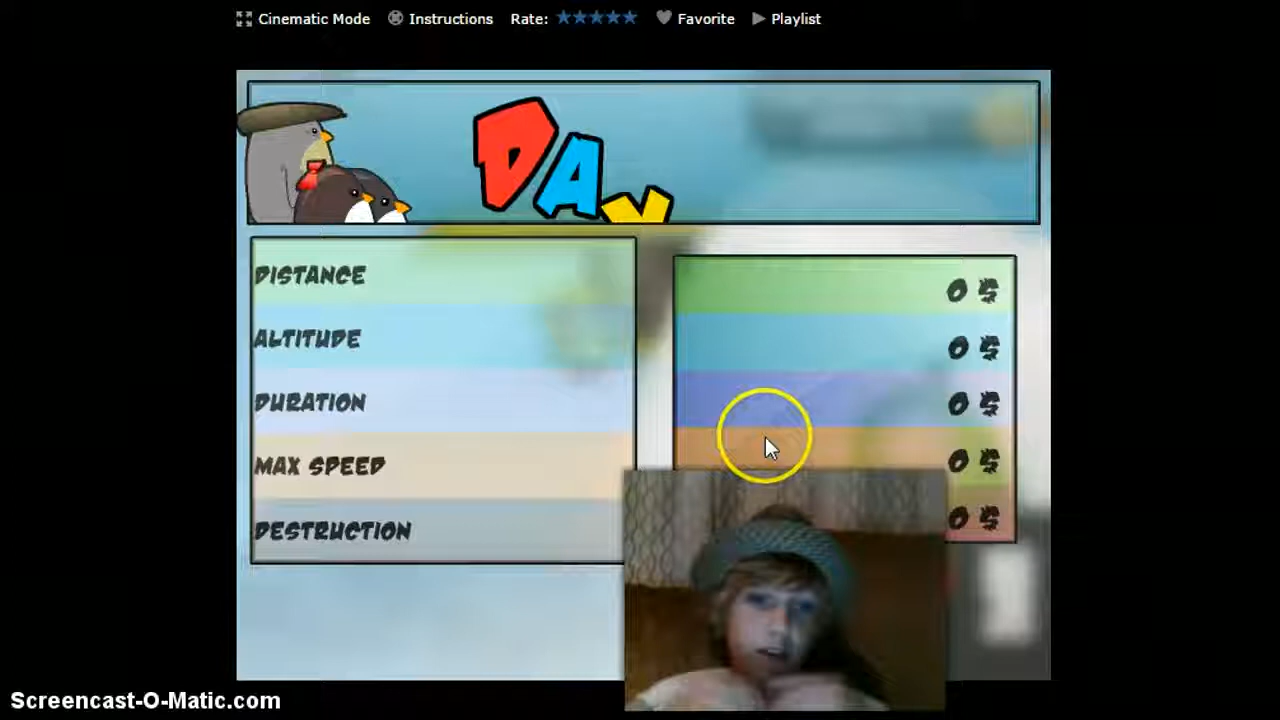 Cinematic Mode Instructions Rate: Favorite Playlist
DAY
DISTANCE 0 $
ALTITUDE 0 $
DURATION 0 $
MAX SPEED 0 $
DESTRUCTION 0 $
Screencast-O-Matic.com